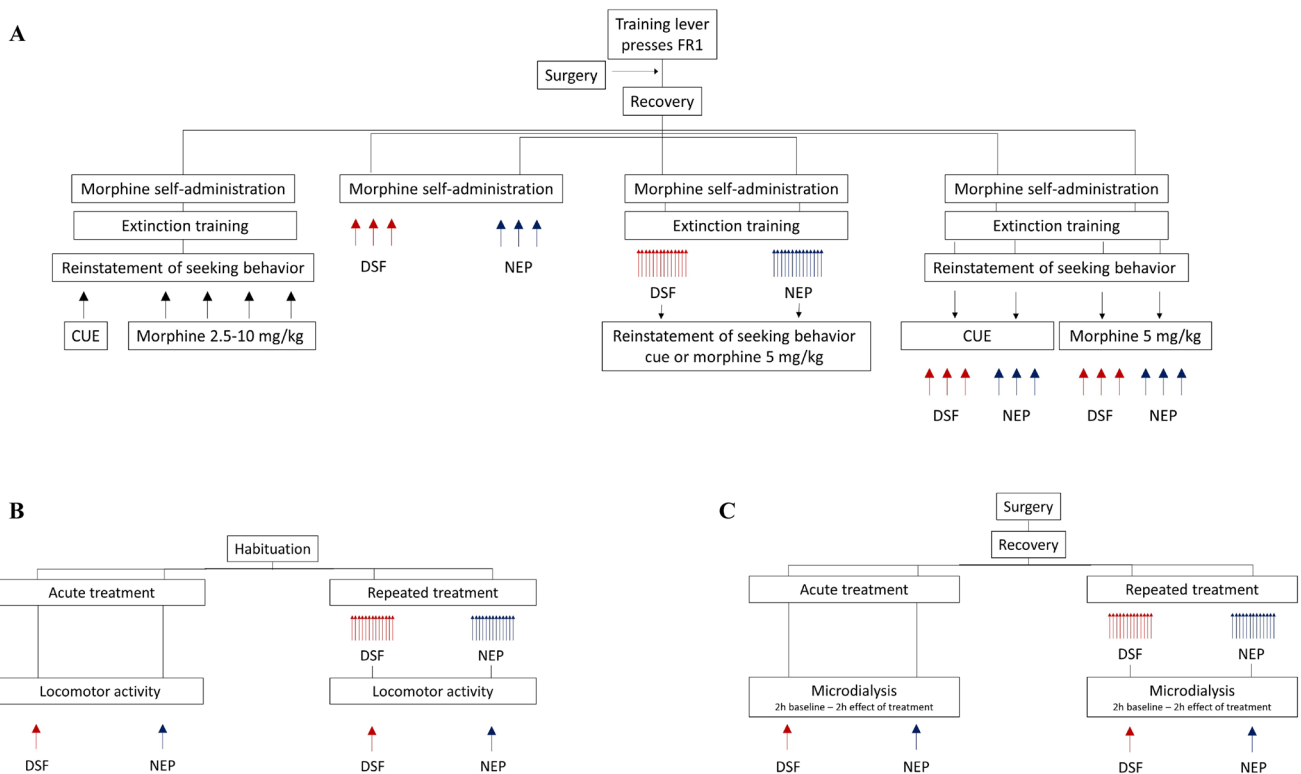 A
Training lever
presses FR1
Surgery
Recovery
Morphine self-administration
Morphine self-administration
Morphine self-administration
Morphine self-administration
Extinction training
Extinction training
Extinction training
Reinstatement of seeking behavior
DSF
NEP
DSF
NEP
Reinstatement of seeking behavior
CUE
Morphine 2.5-10 mg/kg
Reinstatement of seeking behavior
cue or morphine 5 mg/kg
CUE
Morphine 5 mg/kg
DSF
NEP
DSF
NEP
B
Habituation
Acute treatment
Repeated treatment
DSF
NEP
Locomotor activity
Locomotor activity
DSF
NEP
DSF
NEP
C
Surgery
Recovery
Acute treatment
Repeated treatment
DSF
NEP
Microdialysis
2h baseline – 2h effect of treatment
Microdialysis
2h baseline – 2h effect of treatment
DSF
NEP
DSF
NEP